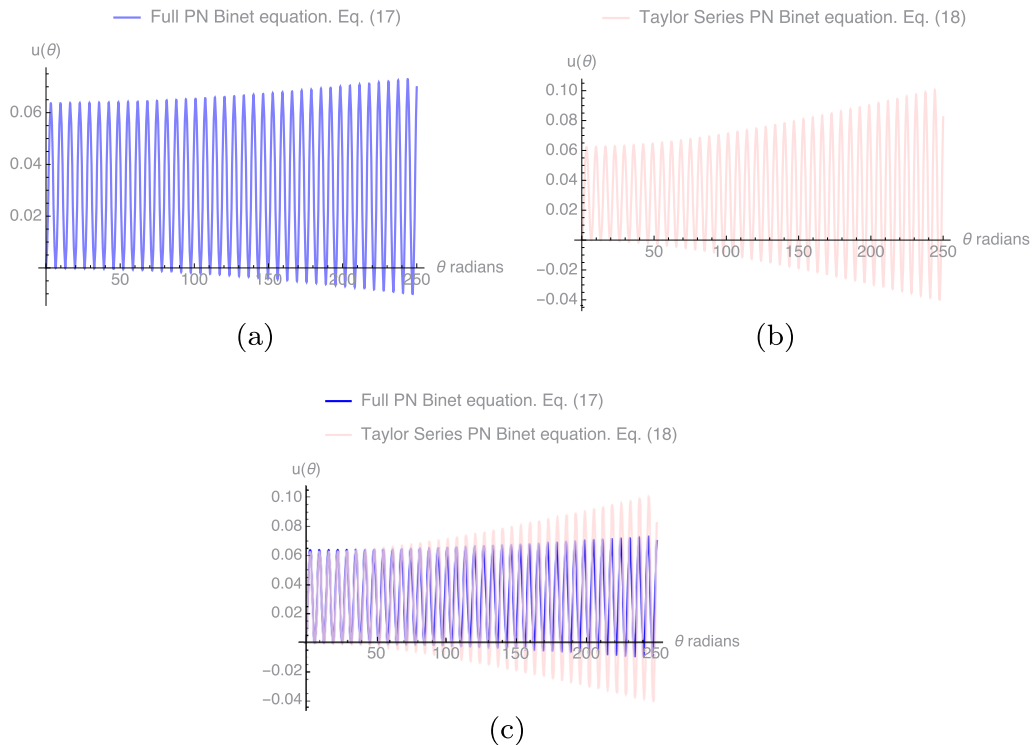 Full PN Binet equation. Eq. (17)
u(θ)
0.06
0.04
0.02
50 100 150 200 250
θ radians
(a)
Taylor Series PN Binet equation. Eq. (18)
u(θ)
0.10
0.08
0.06
0.04
0.02
50 100 150 200 250
θ radians
−0.02
−0.04
(b)
Full PN Binet equation. Eq. (17)
Taylor Series PN Binet equation. Eq. (18)
u(θ)
0.10
0.08
0.06
0.04
0.02
50 100 150 200 250
θ radians
−0.02
−0.04
(c)